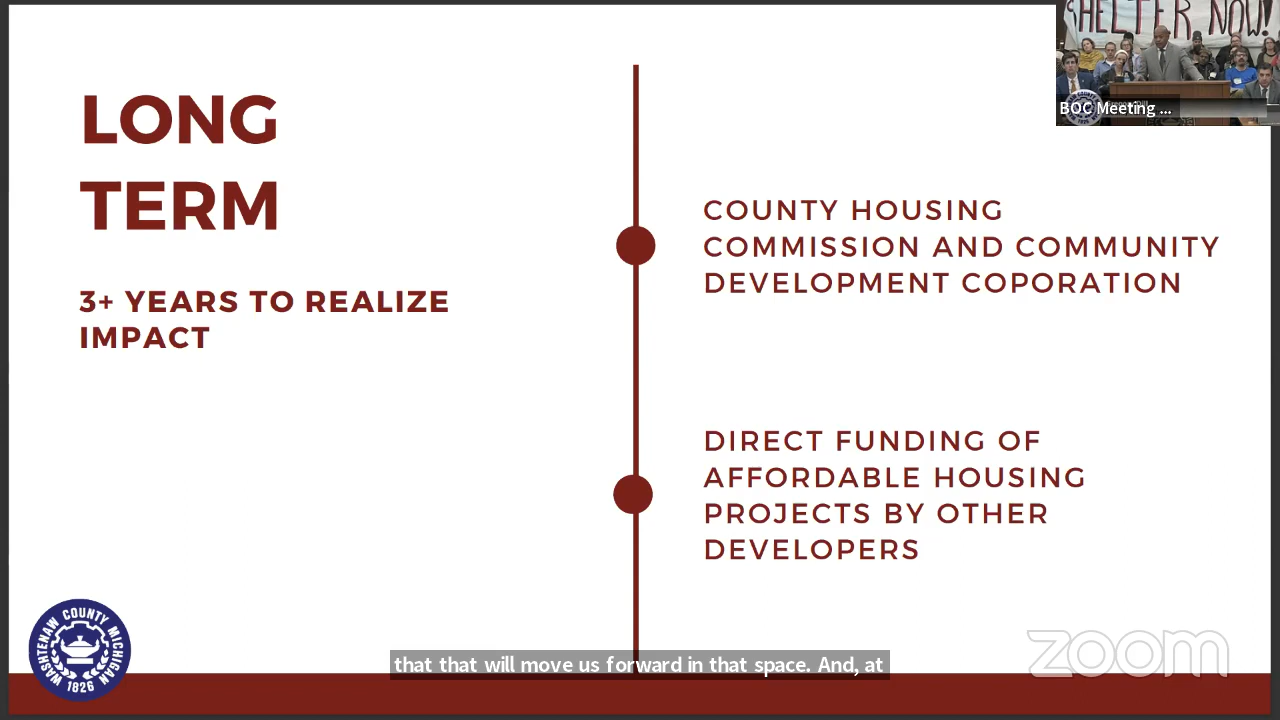 SHELTER NOW!
BOC Meeting ...
LONG
TERM
3+ YEARS TO REALIZE
IMPACT
COUNTY HOUSING
COMMISSION AND COMMUNITY
DEVELOPMENT COPORATION
DIRECT FUNDING OF
AFFORDABLE HOUSING
PROJECTS BY OTHER
DEVELOPERS
WASHTENAW COUNTY MICHIGAN
1826
that that will move us forward in that space. And, at
zoom